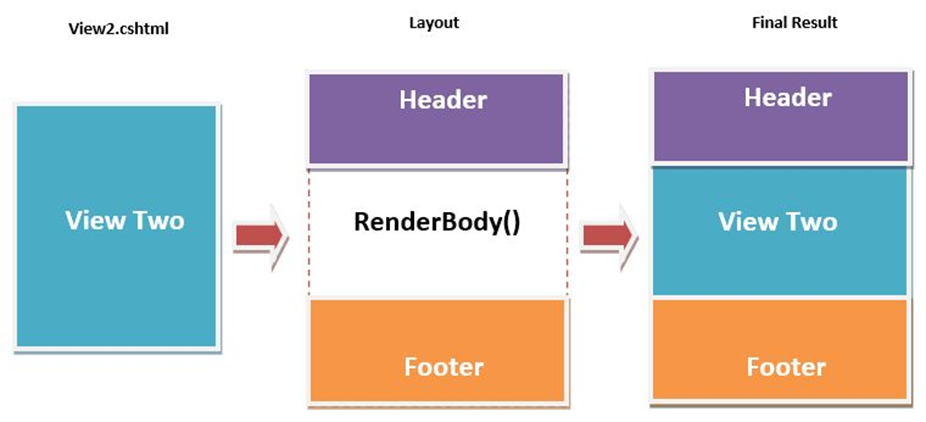 View2.cshtml
Layout
Final Result
View Two
Header
RenderBody()
Footer
Header
View Two
Footer